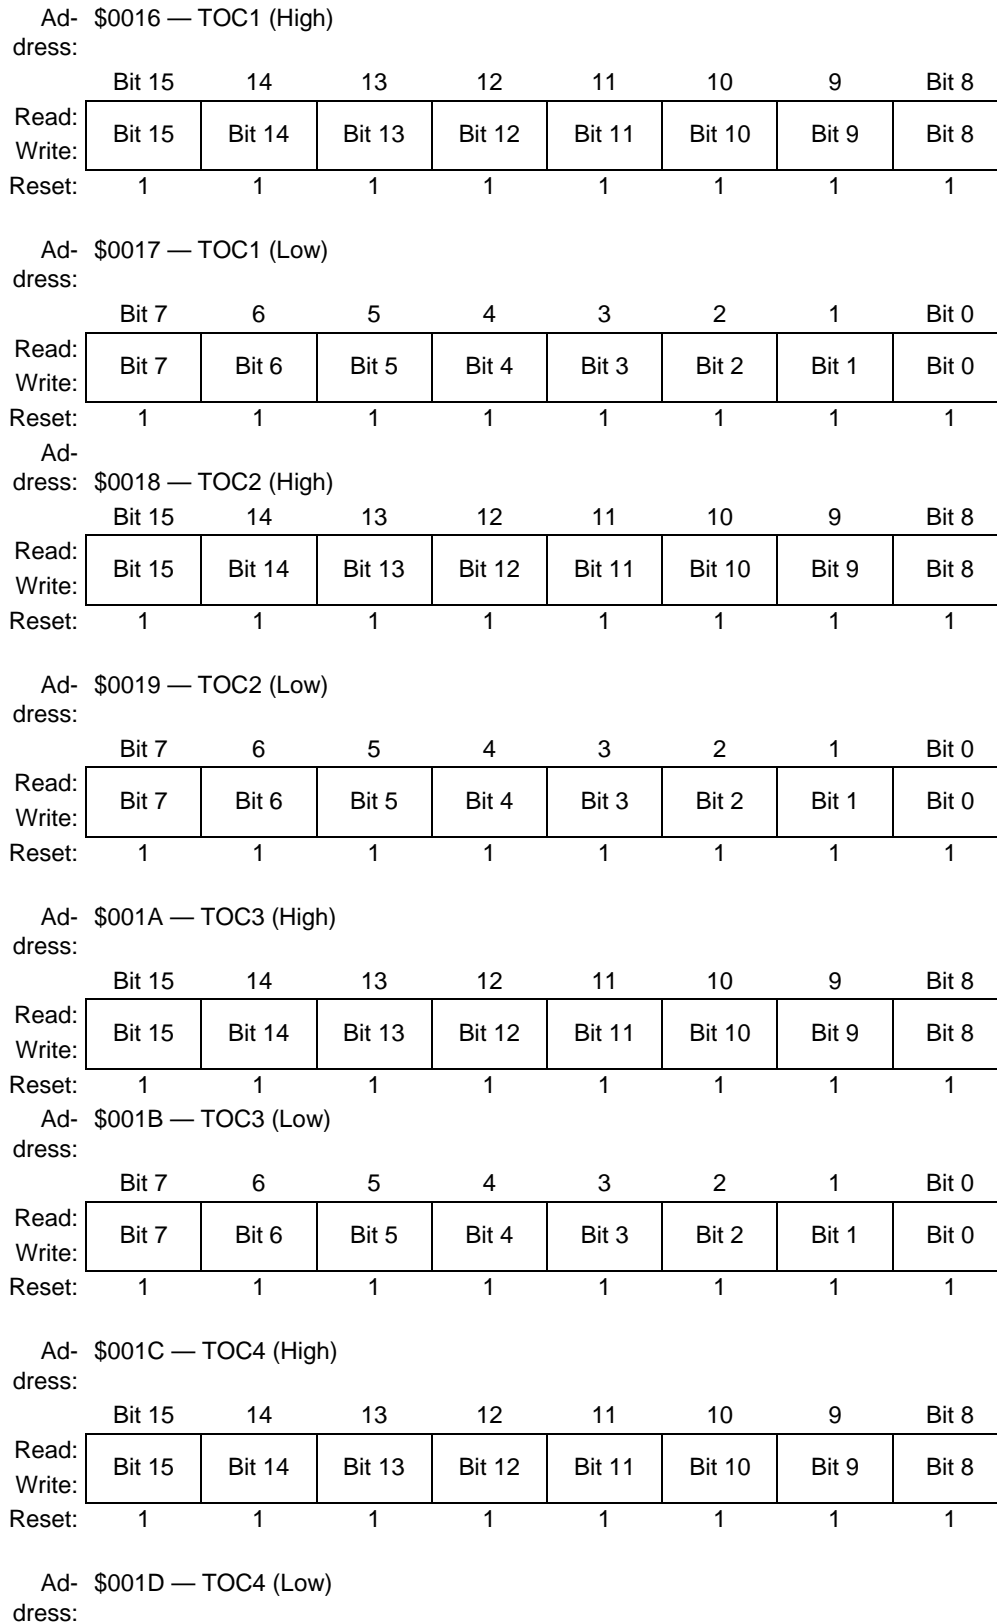 Ad- $0016 — TOC1 (High)
dress:
Bit 15 14 13 12 11 10 9 Bit 8
Read:
Bit 15 Bit 14 Bit 13 Bit 12 Bit 11 Bit 10 Bit 9 Bit 8
Write:
Reset: 1 1 1 1 1 1 1 1
Ad- $0017 — TOC1 (Low)
dress:
Bit 7 6 5 4 3 2 1 Bit 0
Read:
Bit 7 Bit 6 Bit 5 Bit 4 Bit 3 Bit 2 Bit 1 Bit 0
Write:
Reset: 1 1 1 1 1 1 1 1
Ad-
dress: $0018 — TOC2 (High)
Bit 15 14 13 12 11 10 9 Bit 8
Read:
Bit 15 Bit 14 Bit 13 Bit 12 Bit 11 Bit 10 Bit 9 Bit 8
Write:
Reset: 1 1 1 1 1 1 1 1
Ad- $0019 — TOC2 (Low)
dress:
Bit 7 6 5 4 3 2 1 Bit 0
Read:
Bit 7 Bit 6 Bit 5 Bit 4 Bit 3 Bit 2 Bit 1 Bit 0
Write:
Reset: 1 1 1 1 1 1 1 1
Ad- $001A — TOC3 (High)
dress:
Bit 15 14 13 12 11 10 9 Bit 8
Read:
Bit 15 Bit 14 Bit 13 Bit 12 Bit 11 Bit 10 Bit 9 Bit 8
Write:
Reset: 1 1 1 1 1 1 1 1
Ad- $001B — TOC3 (Low)
dress:
Bit 7 6 5 4 3 2 1 Bit 0
Read:
Bit 7 Bit 6 Bit 5 Bit 4 Bit 3 Bit 2 Bit 1 Bit 0
Write:
Reset: 1 1 1 1 1 1 1 1
Ad- $001C — TOC4 (High)
dress:
Bit 15 14 13 12 11 10 9 Bit 8
Read:
Bit 15 Bit 14 Bit 13 Bit 12 Bit 11 Bit 10 Bit 9 Bit 8
Write:
Reset: 1 1 1 1 1 1 1 1
Ad- $001D — TOC4 (Low)
dress: